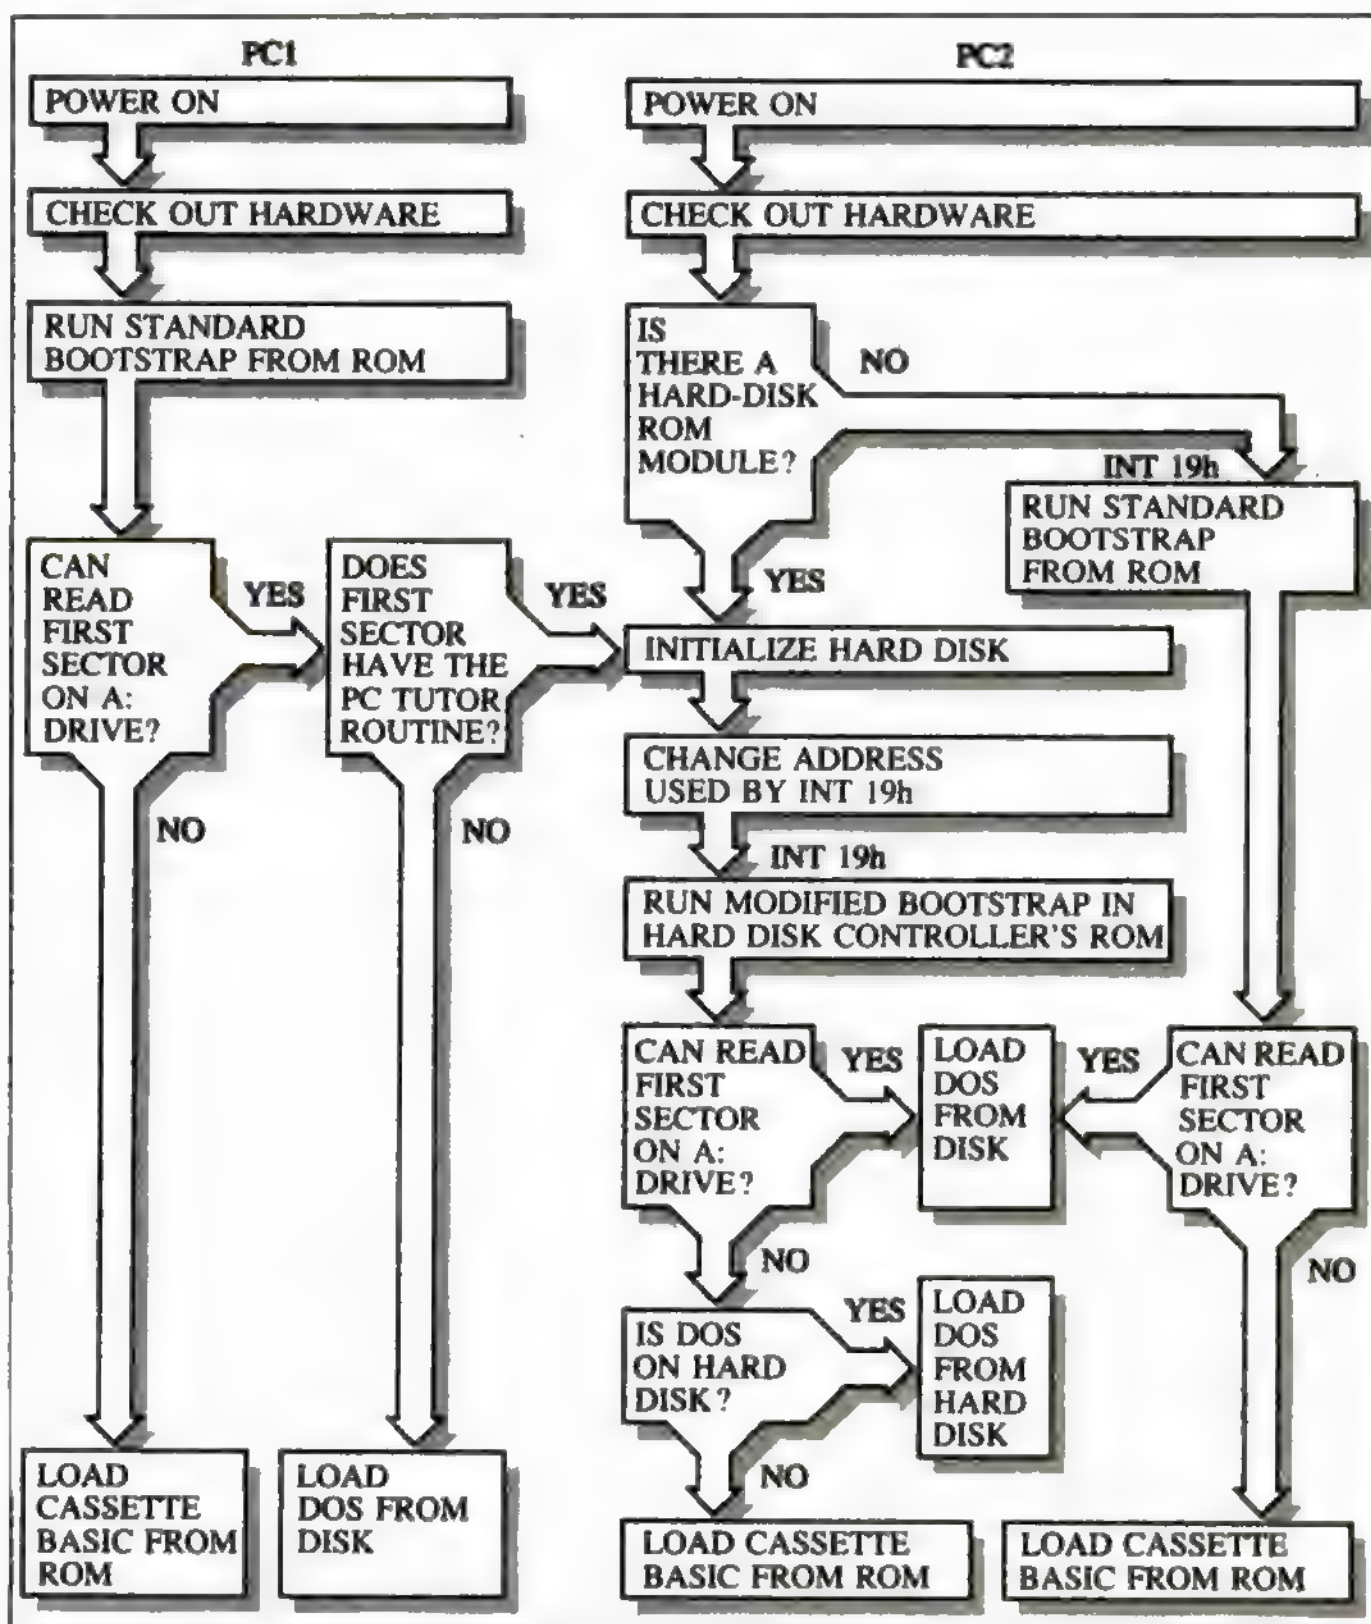 PC1
POWER ON
CHECK OUT HARDWARE
RUN STANDARD
BOOTSTRAP FROM ROM
CAN
READ
FIRST
SECTOR
ON A:
DRIVE?
YES
NO
DOES
FIRST
SECTOR
HAVE THE
PC TUTOR
ROUTINE?
YES
NO
LOAD
CASSETTE
BASIC FROM
ROM
LOAD
DOS FROM
DISK
PC2
POWER ON
CHECK OUT HARDWARE
IS
THERE A
HARD-DISK
ROM
MODULE?
NO
YES
INT 19h
RUN STANDARD
BOOTSTRAP
FROM ROM
INITIALIZE HARD DISK
CHANGE ADDRESS
USED BY INT 19h
INT 19h
RUN MODIFIED BOOTSTRAP IN
HARD DISK CONTROLLER'S ROM
CAN READ
FIRST
SECTOR
ON A:
DRIVE?
YES
NO
LOAD
DOS
FROM
DISK
YES
CAN READ
FIRST
SECTOR
ON A:
DRIVE?
NO
IS DOS
ON HARD
DISK?
YES
NO
LOAD
DOS
FROM
HARD
DISK
LOAD CASSETTE
BASIC FROM ROM
LOAD CASSETTE
BASIC FROM ROM